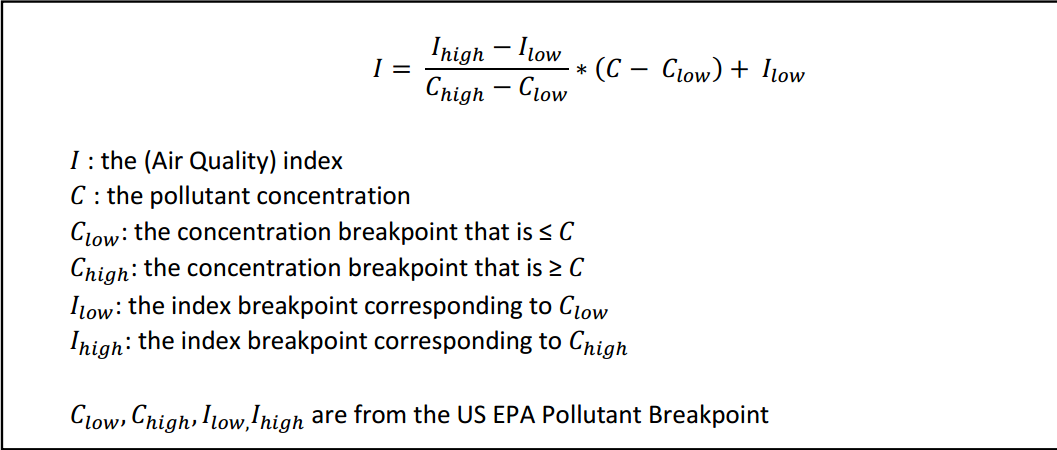 I = \frac{I_{high} - I_{low}}{C_{high} - C_{low}} * (C - C_{low}) + I_{low}
I : the (Air Quality) index
C : the pollutant concentration
C_{low}: the concentration breakpoint that is ≤ C
C_{high}: the concentration breakpoint that is ≥ C
I_{low}: the index breakpoint corresponding to C_{low}
I_{high}: the index breakpoint corresponding to C_{high}
C_{low}, C_{high}, I_{low,} I_{high} are from the US EPA Pollutant Breakpoint